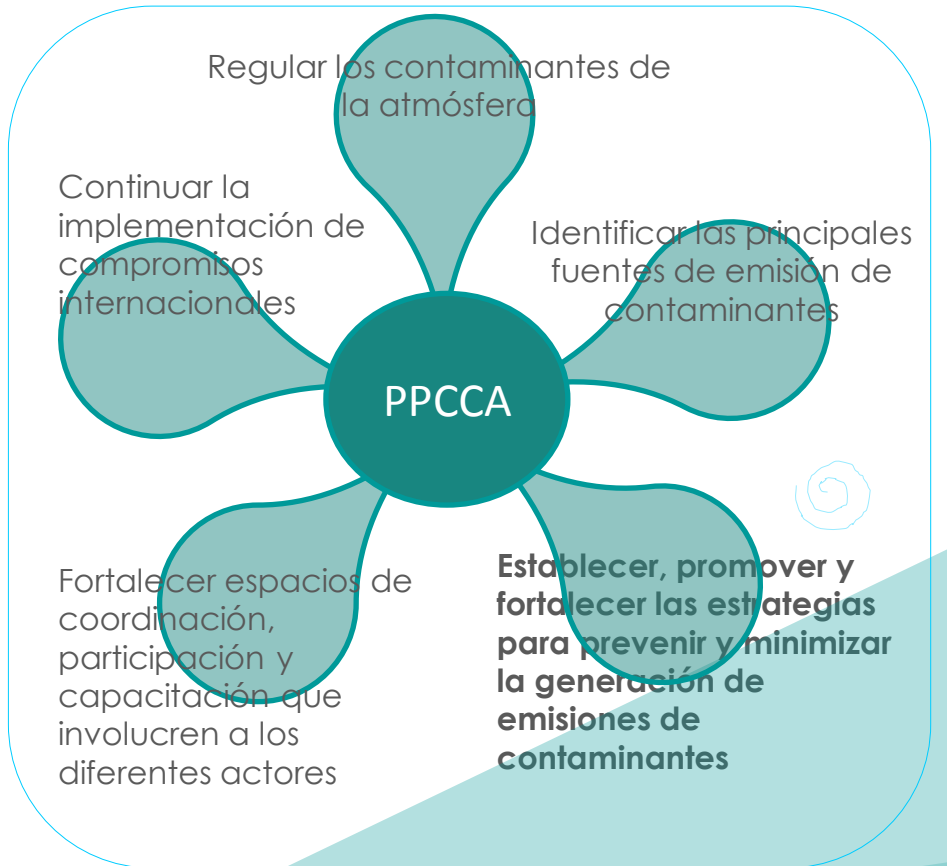 Regular los contaminantes de
la atmósfera
Continuar la
implementación de
compromisos
internacionales
Identificar las principales
fuentes de emisión de
contaminantes
PPCCA
Fortalecer espacios de
coordinación,
participación y
capacitación que
involucren a los
diferentes actores
Establecer, promover y
fortalecer las estrategias
para prevenir y minimizar
la generación de
emisiones de
contaminantes